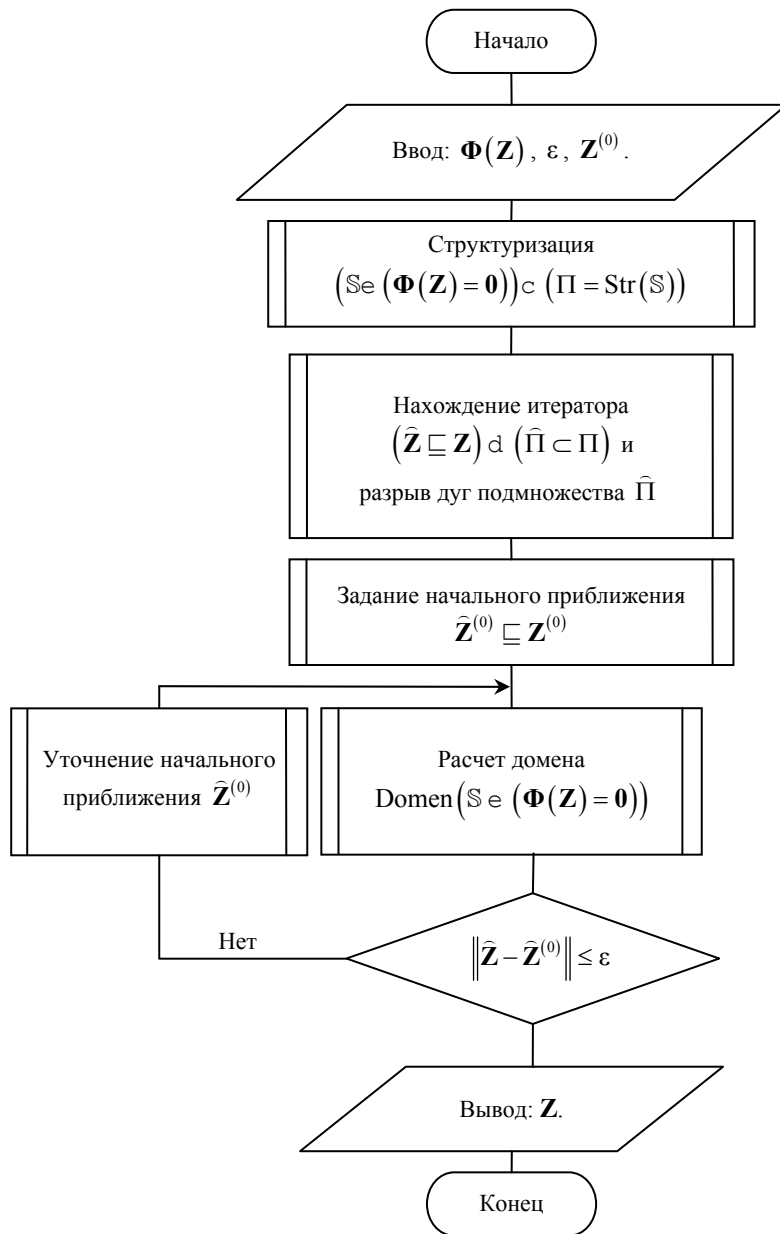 Начало
Ввод: Φ(Z) , ε, Z⁽⁰⁾ .
Структуризация
(𝕊е (Φ(Z) = 0))с (Π = Str(𝕊))
Нахождение итератора
(Ẑ ⊑ Z) d (Π̂ ⊂ Π) и
разрыв дуг подмножества Π̂
Задание начального приближения
Ẑ⁽⁰⁾ ⊑ Z⁽⁰⁾
Уточнение начального
приближения Ẑ⁽⁰⁾
Расчет домена
Domen(𝕊 е (Φ(Z) = 0))
Нет
‖Ẑ − Ẑ⁽⁰⁾‖ ≤ ε
Вывод: Z.
Конец